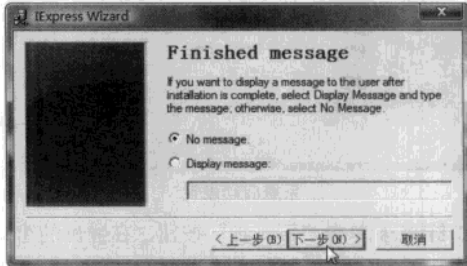 IExpress Wizard
Finished message
If you want to display a message to the user after
installation is complete, select Display Message and type
the message; otherwise, select No Message.
No message.
Display message:
<上一步(B) 下一步(N)> 取消